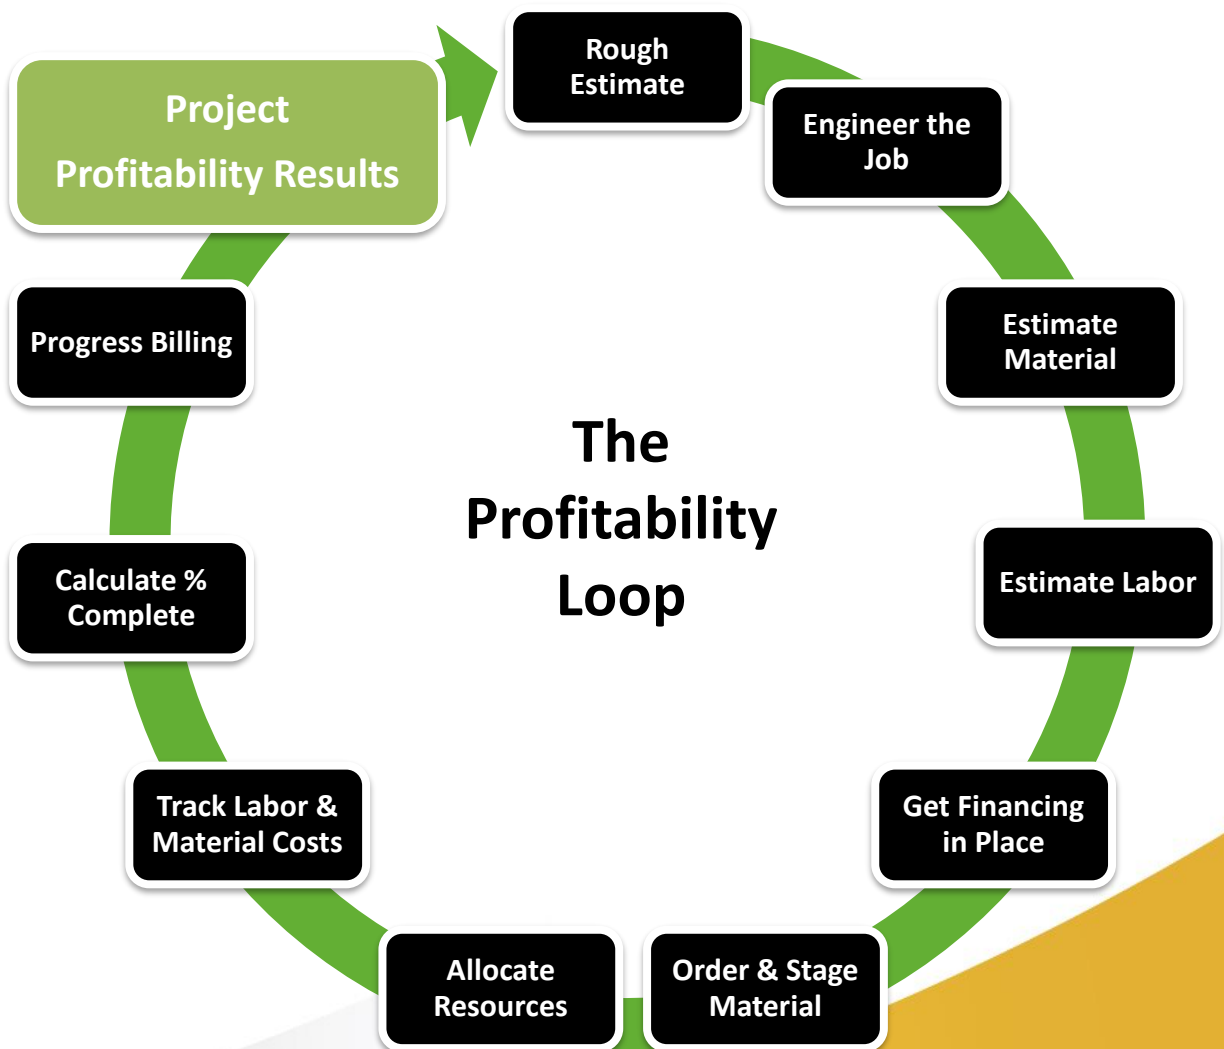 Rough
Estimate
Engineer the
Job
Estimate
Material
Estimate Labor
Get Financing
in Place
Order & Stage
Material
Allocate
Resources
Track Labor &
Material Costs
Calculate %
Complete
Progress Billing
Project
Profitability Results
The
Profitability
Loop